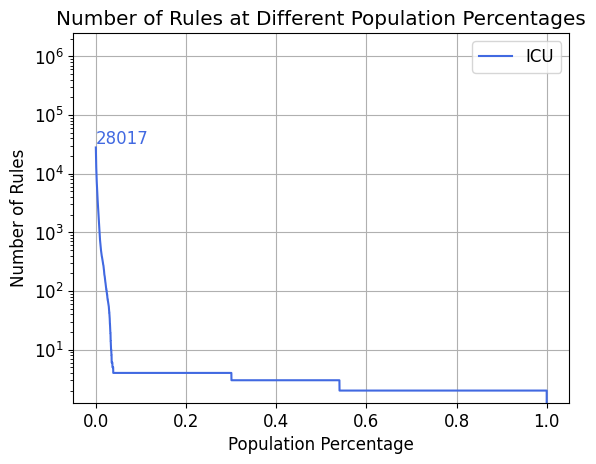 Number of Rules at Different Population Percentages
ICU
28017
10^6
10^5
10^4
10^3
10^2
10^1
Number of Rules
0.0 0.2 0.4 0.6 0.8 1.0
Population Percentage